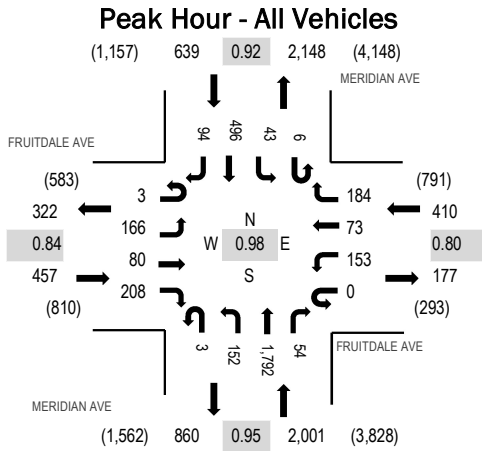 Peak Hour - All Vehicles
(1,157) 639 0.92 2,148 (4,148)
MERIDIAN AVE
FRUITDALE AVE
94 496 43 6
(583) 3 184 (791)
322 166 73 410
N
0.84 W 0.98 E 0.80
S
457 80 153 177
(810) 208 0 (293)
3 152 1,792 54
FRUITDALE AVE
MERIDIAN AVE
(1,562) 860 0.95 2,001 (3,828)